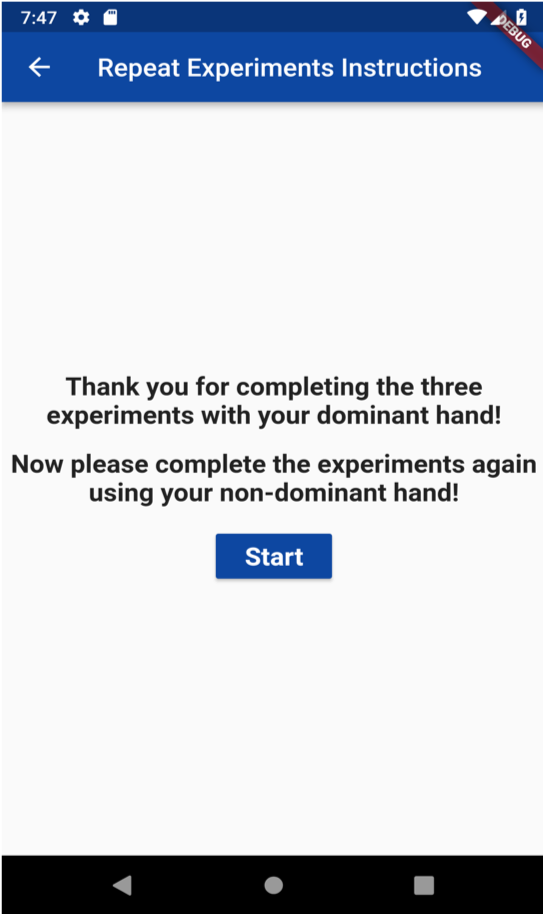 7:47
DEBUG
Repeat Experiments Instructions
Thank you for completing the three
experiments with your dominant hand!
Now please complete the experiments again
using your non-dominant hand!
Start